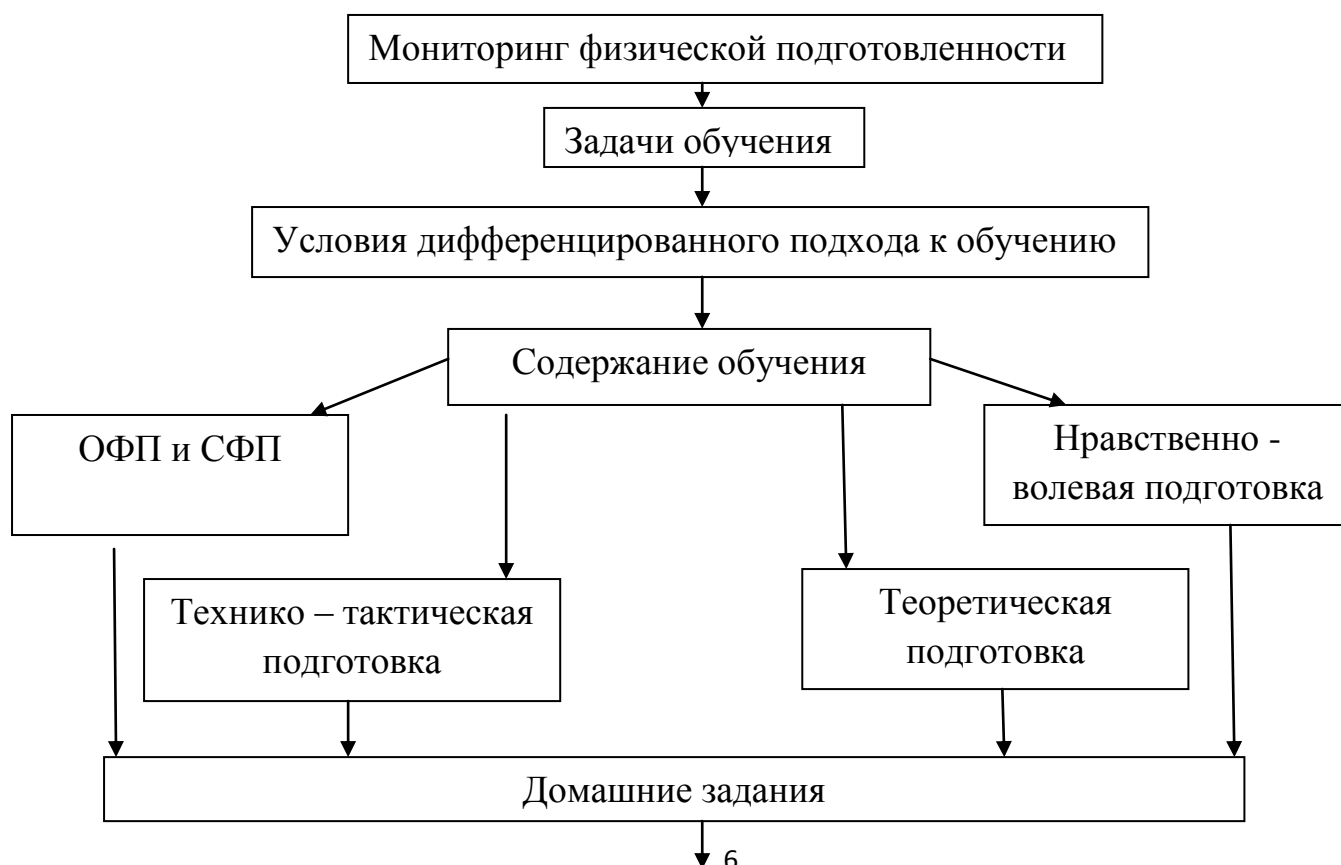 Мониторинг физической подготовленности
Задачи обучения
Условия дифференцированного подхода к обучению
Содержание обучения
ОФП и СФП
Нравственно -
волевая подготовка
Технико – тактическая
подготовка
Теоретическая
подготовка
Домашние задания
6